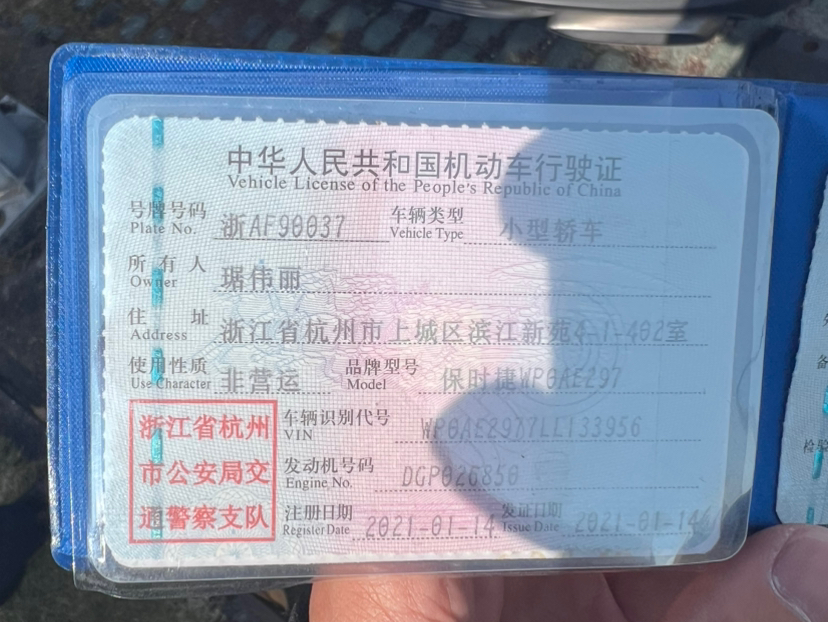 中华人民共和国机动车行驶证
Vehicle License of the People's Republic of China
号牌号码 浙AF90037 车辆类型 小型轿车
Plate No. Vehicle Type
所有人 琚伟丽
Owner
住址 浙江省杭州市上城区滨江新苑4-1-402室
Address
使用性质 非营运 品牌型号 保时捷WP0AE297
Use Character Model
浙江省杭州
市公安局交
通警察支队
车辆识别代号
VIN
发动机号码
Engine No.
注册日期 2021-01-14 发证日期 2021-01-14
Register Date Issue Date
备
检验